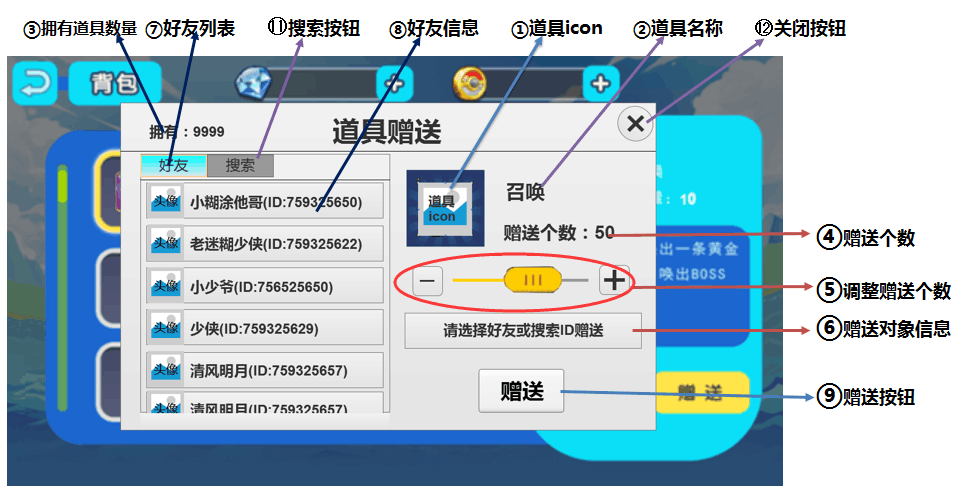 ③拥有道具数量 ⑦好友列表 ⑪搜索按钮 ⑧好友信息 ①道具icon ②道具名称 ⑫关闭按钮
背包
拥有：9999
道具赠送
好友 搜索
头像 小糊涂他哥(ID:759325650)
头像 老迷糊少侠(ID:759325622)
头像 小少爷(ID:756525650)
头像 少侠(ID:759325629)
头像 清风明月(ID:759325657)
头像 清风明月(ID:759325657)
道具
icon
召唤
赠送个数：50
请选择好友或搜索ID赠送
赠送
：10
出一条黄金
唤出BOSS
赠 送
④赠送个数
⑤调整赠送个数
⑥赠送对象信息
⑨赠送按钮